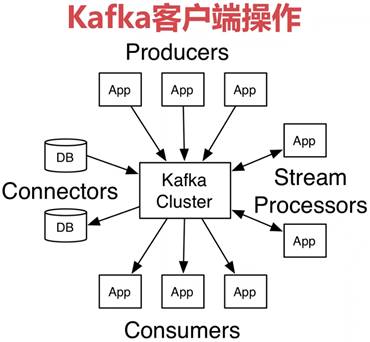 Kafka客户端操作
Producers
App
App
App
DB
App
Connectors
Kafka
Cluster
Stream
Processors
DB
App
App
App
App
Consumers